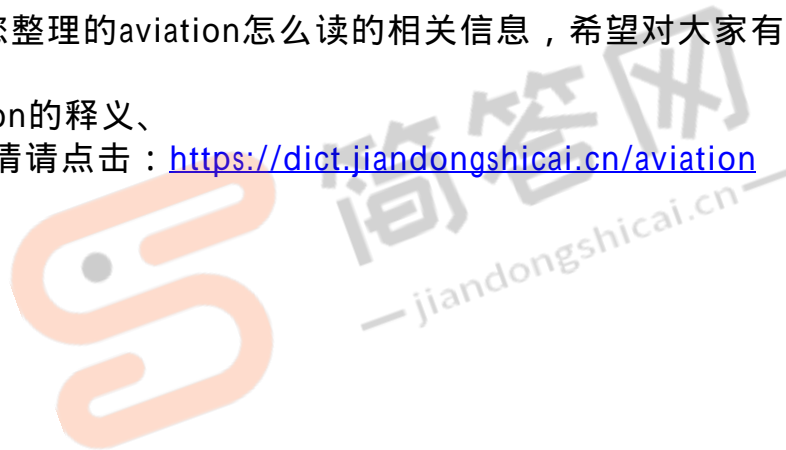 整理的aviation怎么读的相关信息，希望对大家有
on的释义、
请点击：https://dict.jiandongshicai.cn/aviation
简答网
jiandongshicai.cn